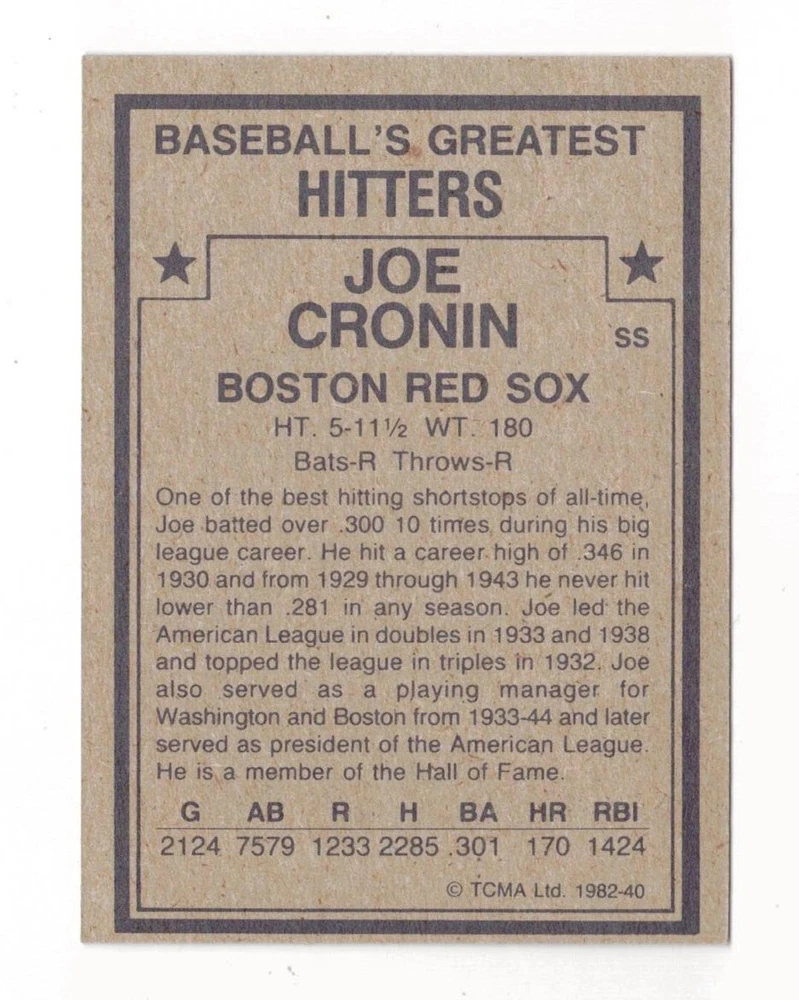 BASEBALL'S GREATEST
HITTERS
JOE
CRONIN
SS
BOSTON RED SOX
HT. 5-11½ WT. 180
Bats-R Throws-R
One of the best hitting shortstops of all-time,
Joe batted over .300 10 times during his big
league career. He hit a career high of .346 in
1930 and from 1929 through 1943 he never hit
lower than .281 in any season. Joe led the
American League in doubles in 1933 and 1938
and topped the league in triples in 1932. Joe
also served as a playing manager for
Washington and Boston from 1933-44 and later
served as president of the American League.
He is a member of the Hall of Fame.
G AB R H BA HR RBI
2124 7579 1233 2285 .301 170 1424
© TCMA Ltd. 1982-40